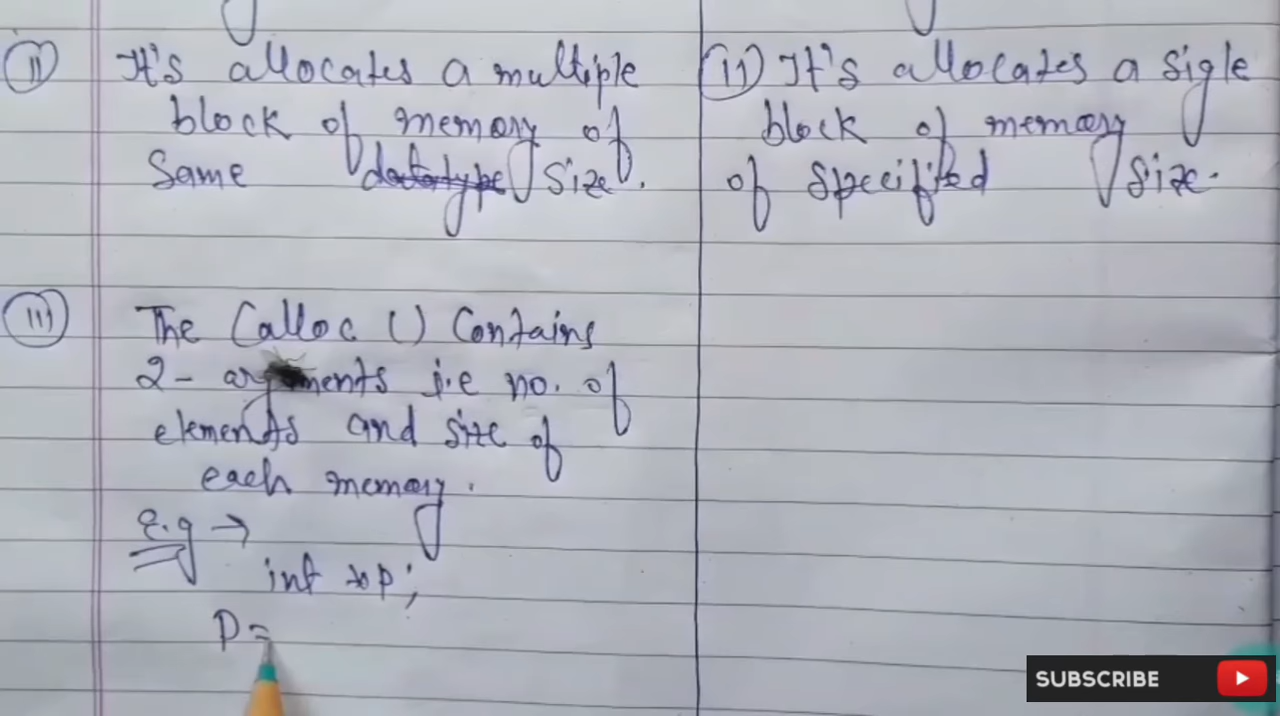 (ii) It's allocates a multiple
block of memory of
Same datatype size.
(ii) It's allocates a sigle
block of memory
of specified size.
(iii) The Calloc () Contains
2- arguments i.e no. of
elements and size of
each memory.
e.g →
int *p;
P=
SUBSCRIBE